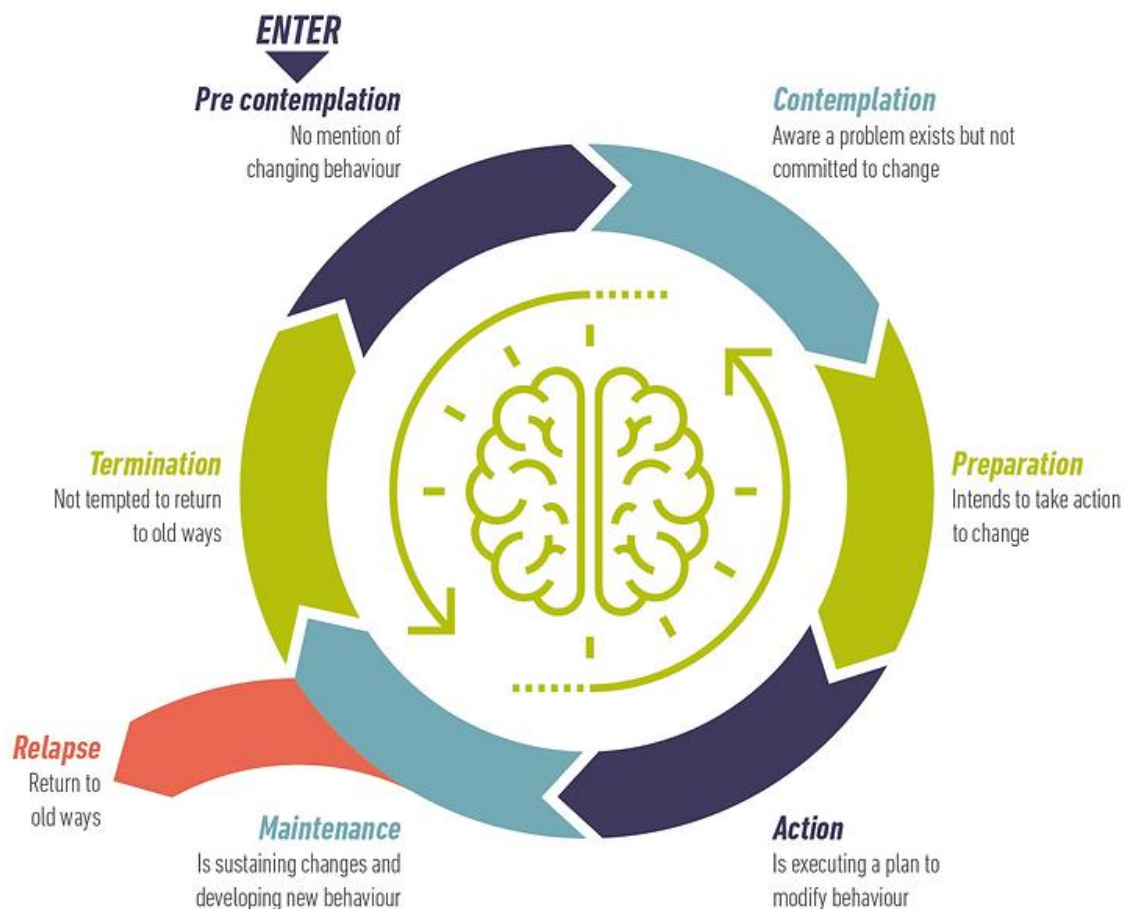 ENTER
Pre contemplation
No mention of
changing behaviour
Contemplation
Aware a problem exists but not
committed to change
Preparation
Intends to take action
to change
Action
Is executing a plan to
modify behaviour
Maintenance
Is sustaining changes and
developing new behaviour
Relapse
Return to
old ways
Termination
Not tempted to return
to old ways